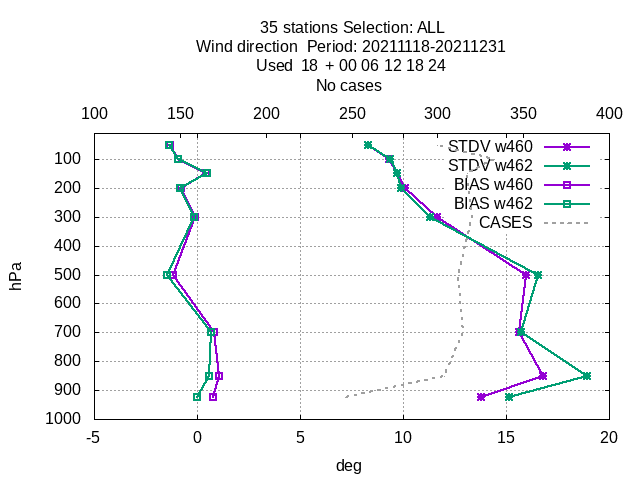 35 stations Selection: ALL
Wind direction  Period: 20211118-20211231
Used  18  + 00 06 12 18 24
No cases
100 150 200 250 300 350 400
STDV w460
STDV w462
BIAS w460
BIAS w462
CASES
100
200
300
400
500
600
700
800
900
1000
hPa
-5 0 5 10 15 20
deg